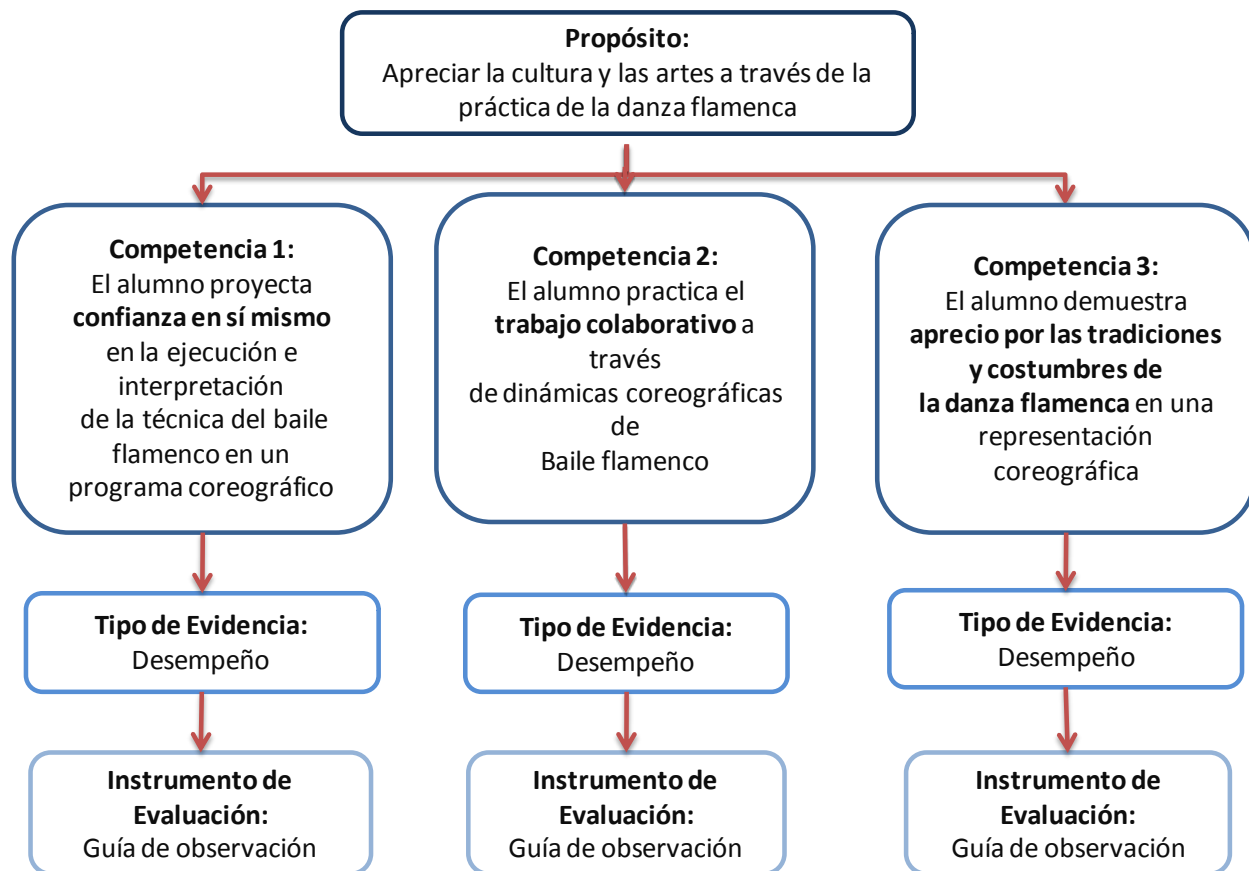 Propósito:
Apreciar la cultura y las artes a través de la
práctica de la danza flamenca
Competencia 1:
El alumno proyecta
confianza en sí mismo
en la ejecución e
interpretación
de la técnica del baile
flamenco en un
programa coreográfico
Competencia 2:
El alumno practica el
trabajo colaborativo a
través
de dinámicas coreográficas
de
Baile flamenco
Competencia 3:
El alumno demuestra
aprecio por las tradiciones
y costumbres de
la danza flamenca en una
representación
coreográfica
Tipo de Evidencia:
Desempeño
Tipo de Evidencia:
Desempeño
Tipo de Evidencia:
Desempeño
Instrumento de
Evaluación:
Guía de observación
Instrumento de
Evaluación:
Guía de observación
Instrumento de
Evaluación:
Guía de observación